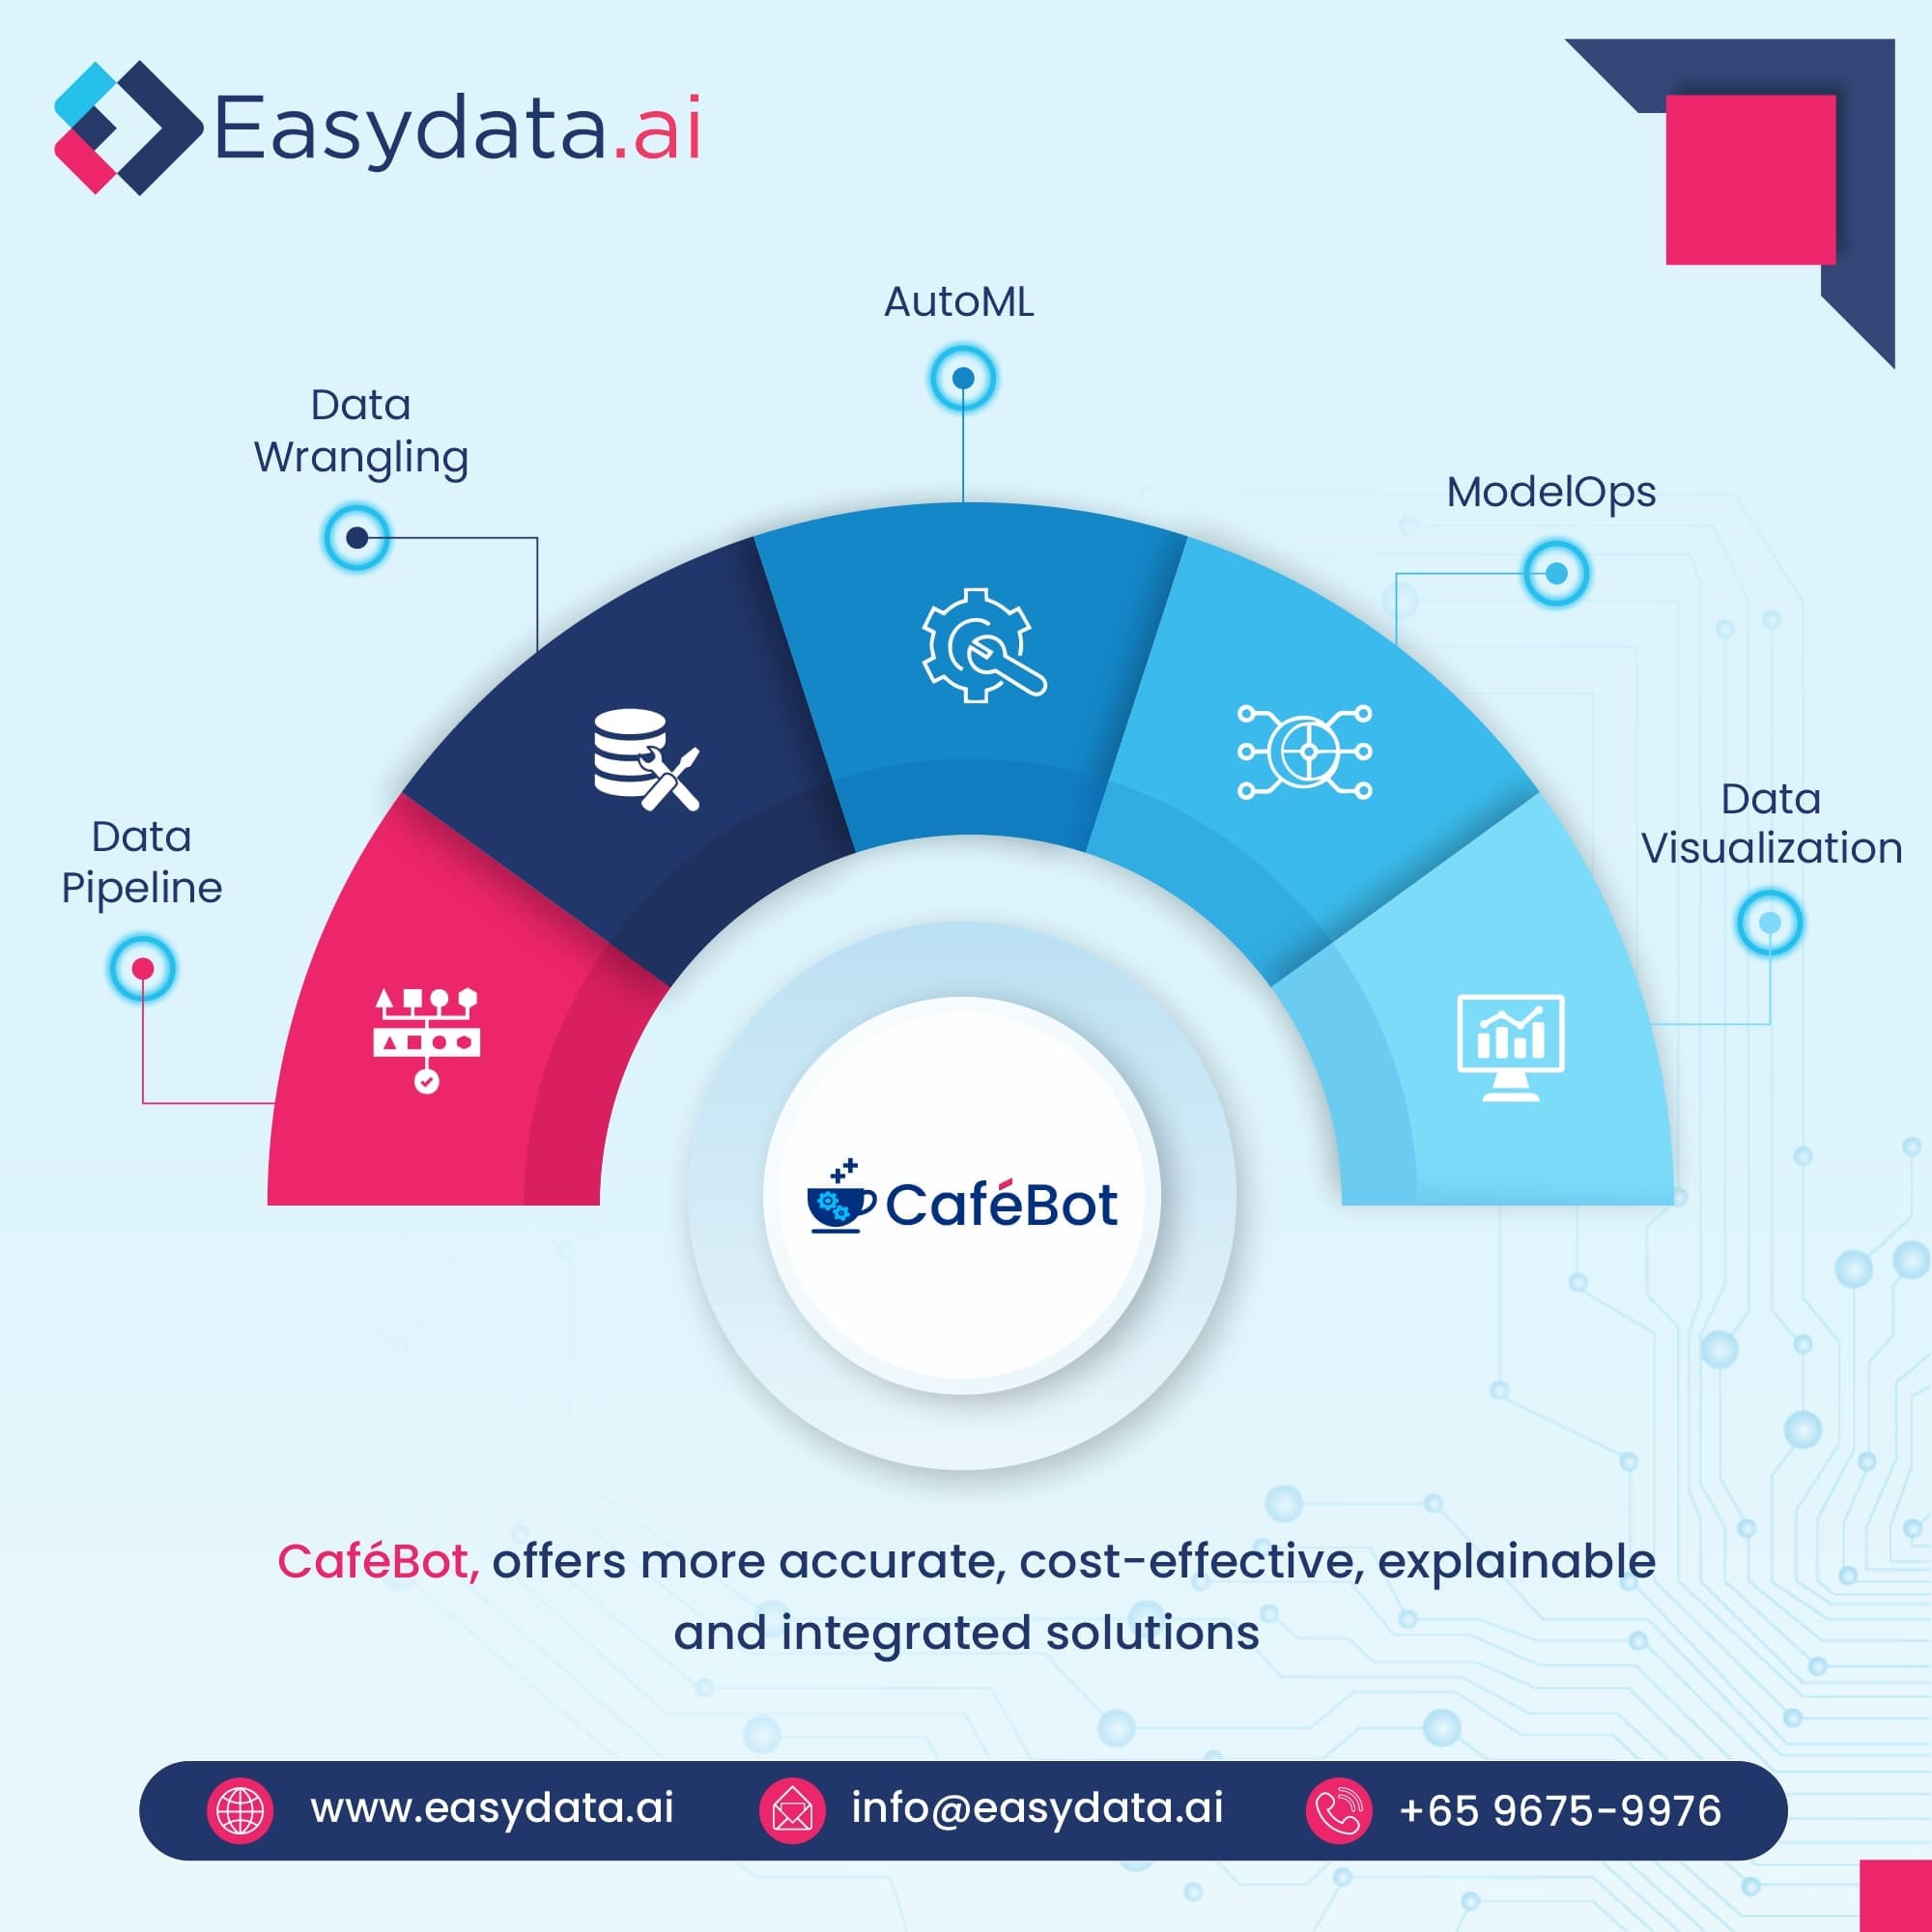 Easydata.ai
AutoML
Data
Wrangling
ModelOps
Data
Visualization
Data
Pipeline
CaféBot
CaféBot, offers more accurate, cost-effective, explainable
and integrated solutions
www.easydata.ai
info@easydata.ai
+65 9675-9976